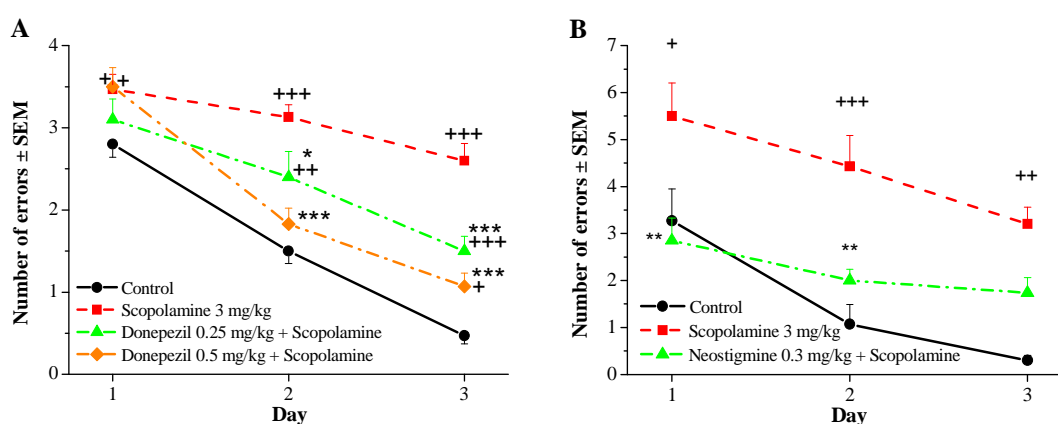 A
Number of errors ± SEM
4
3
2
1
0
+++
+++
+++
*
++
***
***
+++
***
+
Control
Scopolamine 3 mg/kg
Donepezil 0.25 mg/kg + Scopolamine
Donepezil 0.5 mg/kg + Scopolamine
1
2
3
Day
B
Number of errors ± SEM
7
6
5
4
3
2
1
0
+
+++
++
**
**
Control
Scopolamine 3 mg/kg
Neostigmine 0.3 mg/kg + Scopolamine
1
2
3
Day